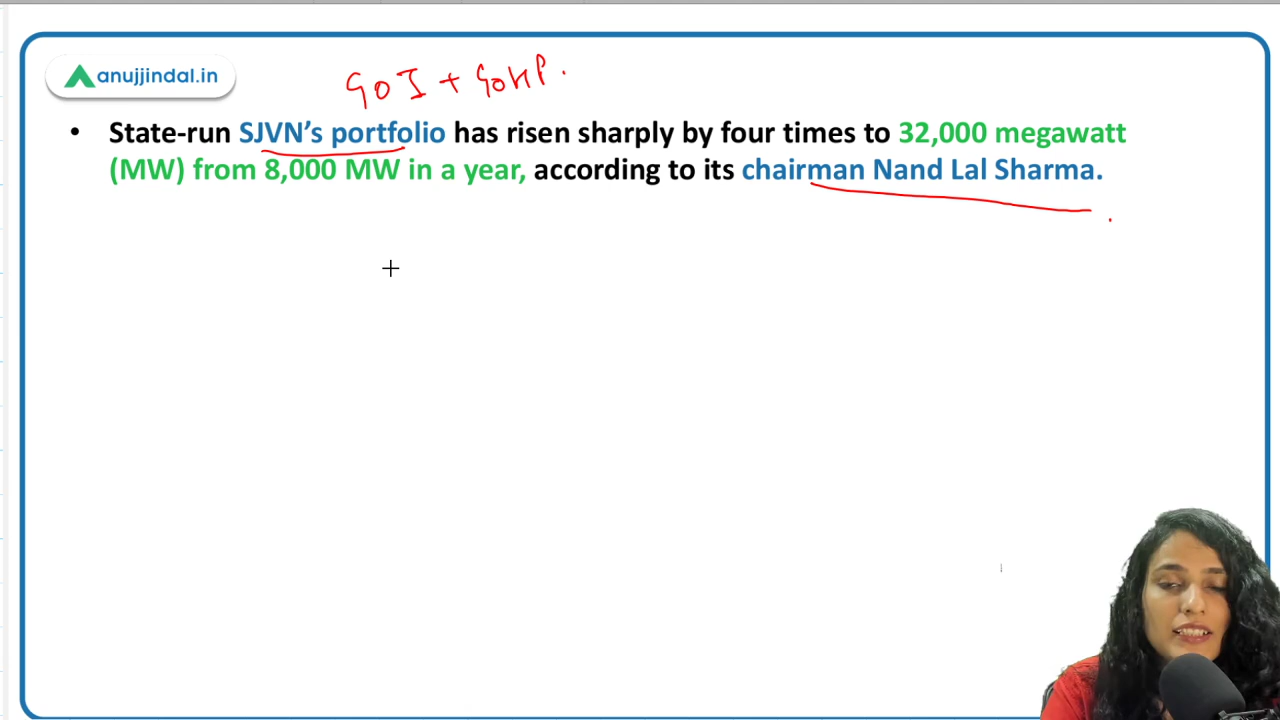 anujjindal.in
GOI + GOHP.
• State-run SJVN’s portfolio has risen sharply by four times to 32,000 megawatt
(MW) from 8,000 MW in a year, according to its chairman Nand Lal Sharma.